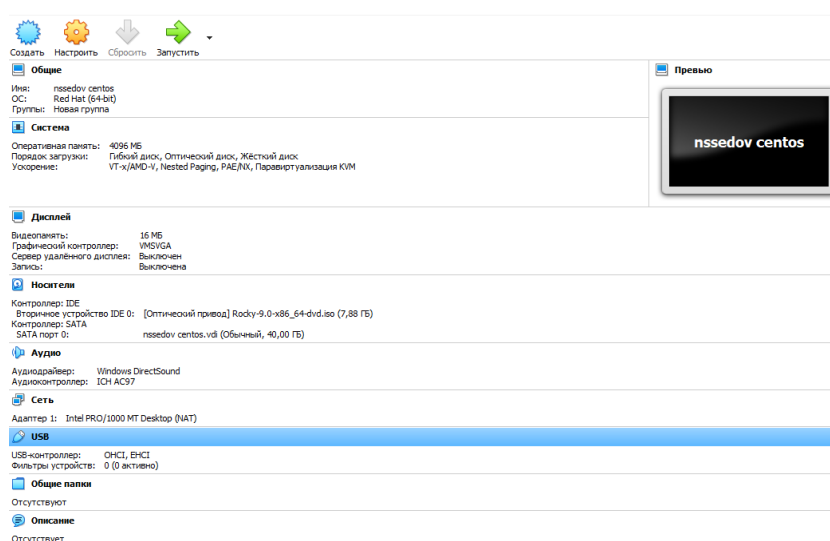 Создать Настроить Сбросить Запустить
Общие
Имя: nssedov centos
ОС: Red Hat (64-bit)
Группы: Новая группа
Превью
nssedov centos
Система
Оперативная память: 4096 МБ
Порядок загрузки: Гибкий диск, Оптический диск, Жёсткий диск
Ускорение: VT-x/AMD-V, Nested Paging, PAE/NX, Паравиртуализация KVM
Дисплей
Видеопамять: 16 МБ
Графический контроллер: VMSVGA
Сервер удалённого дисплея: Выключен
Запись: Выключена
Носители
Контроллер: IDE
Вторичное устройство IDE 0: [Оптический привод] Rocky-9.0-x86_64-dvd.iso (7,88 ГБ)
Контроллер: SATA
SATA порт 0: nssedov centos.vdi (Обычный, 40,00 ГБ)
Аудио
Аудиодрайвер: Windows DirectSound
Аудиоконтроллер: ICH AC97
Сеть
Адаптер 1: Intel PRO/1000 MT Desktop (NAT)
USB
USB-контроллер: OHCI, EHCI
Фильтры устройств: 0 (0 активно)
Общие папки
Отсутствуют
Описание
Отсутствует